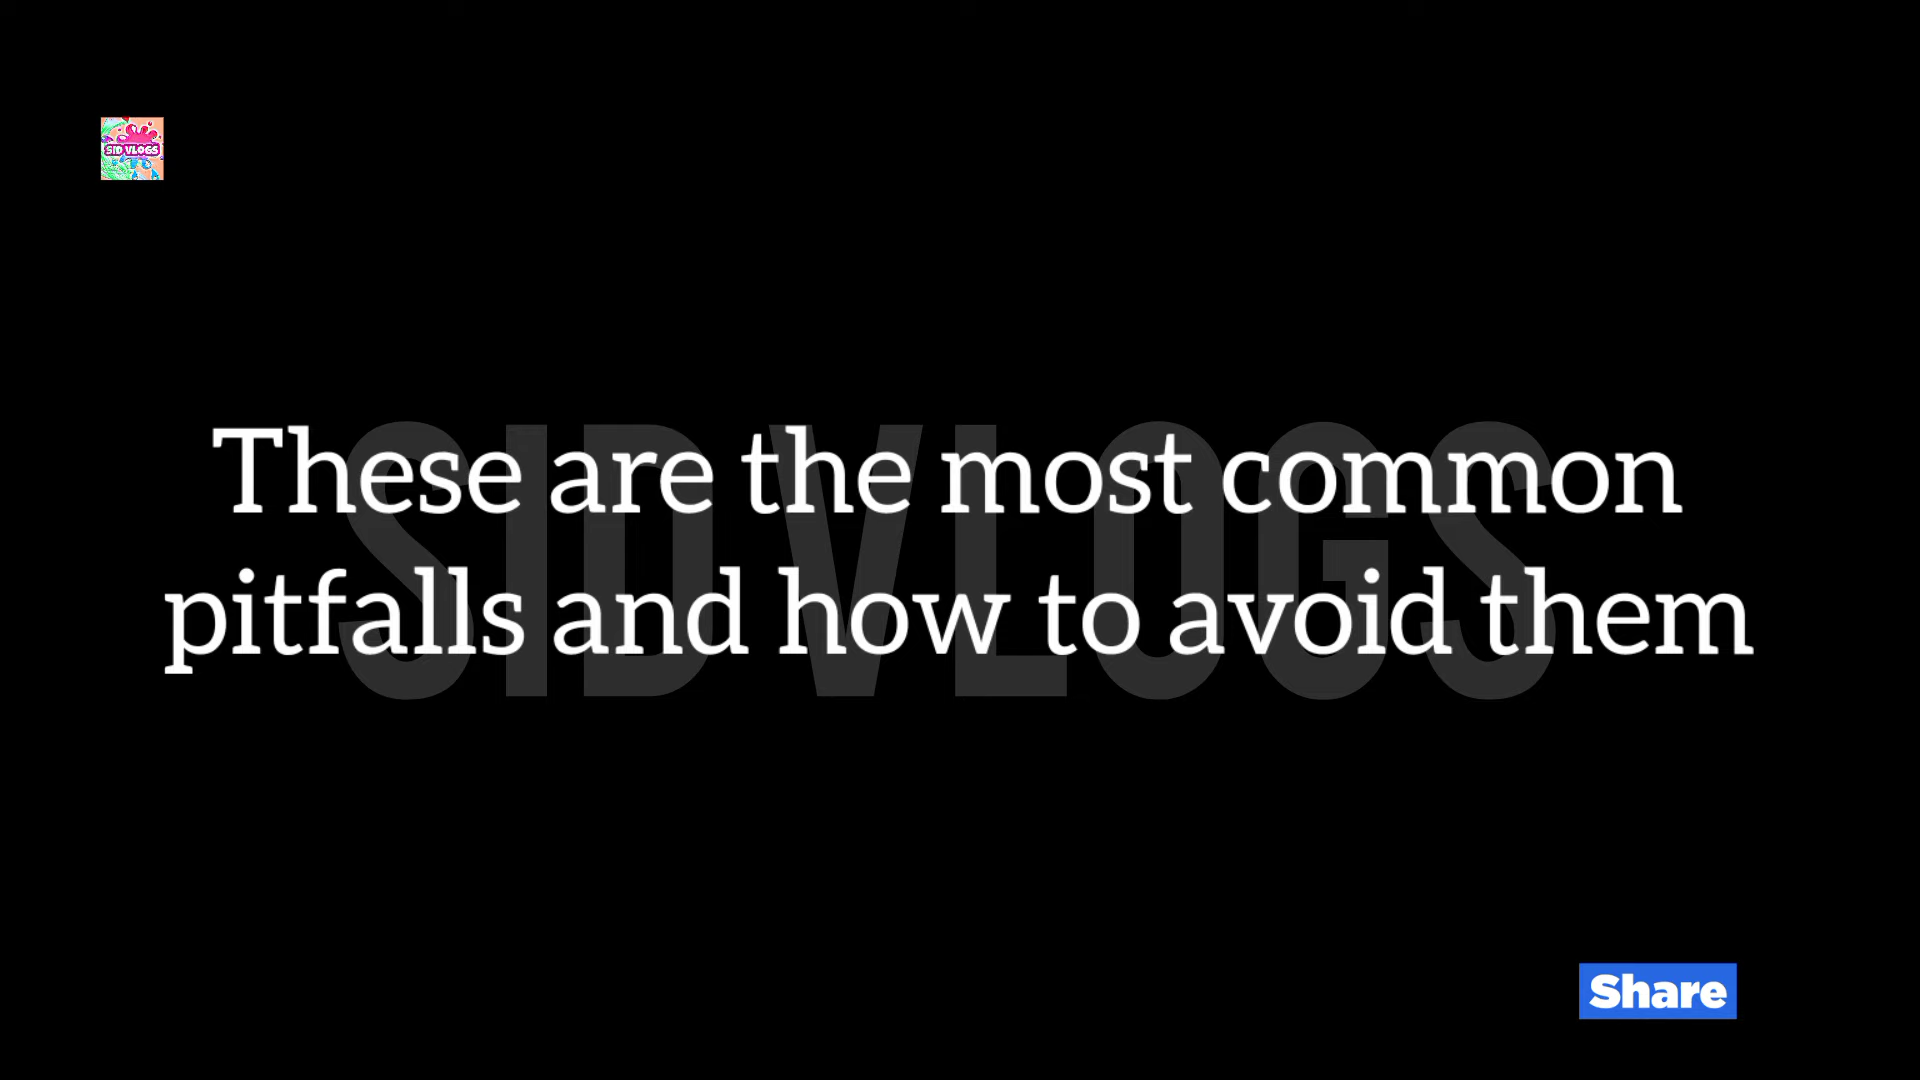 SID VLOGS
These are the most common
pitfalls and how to avoid them
SID VLOGS
Share